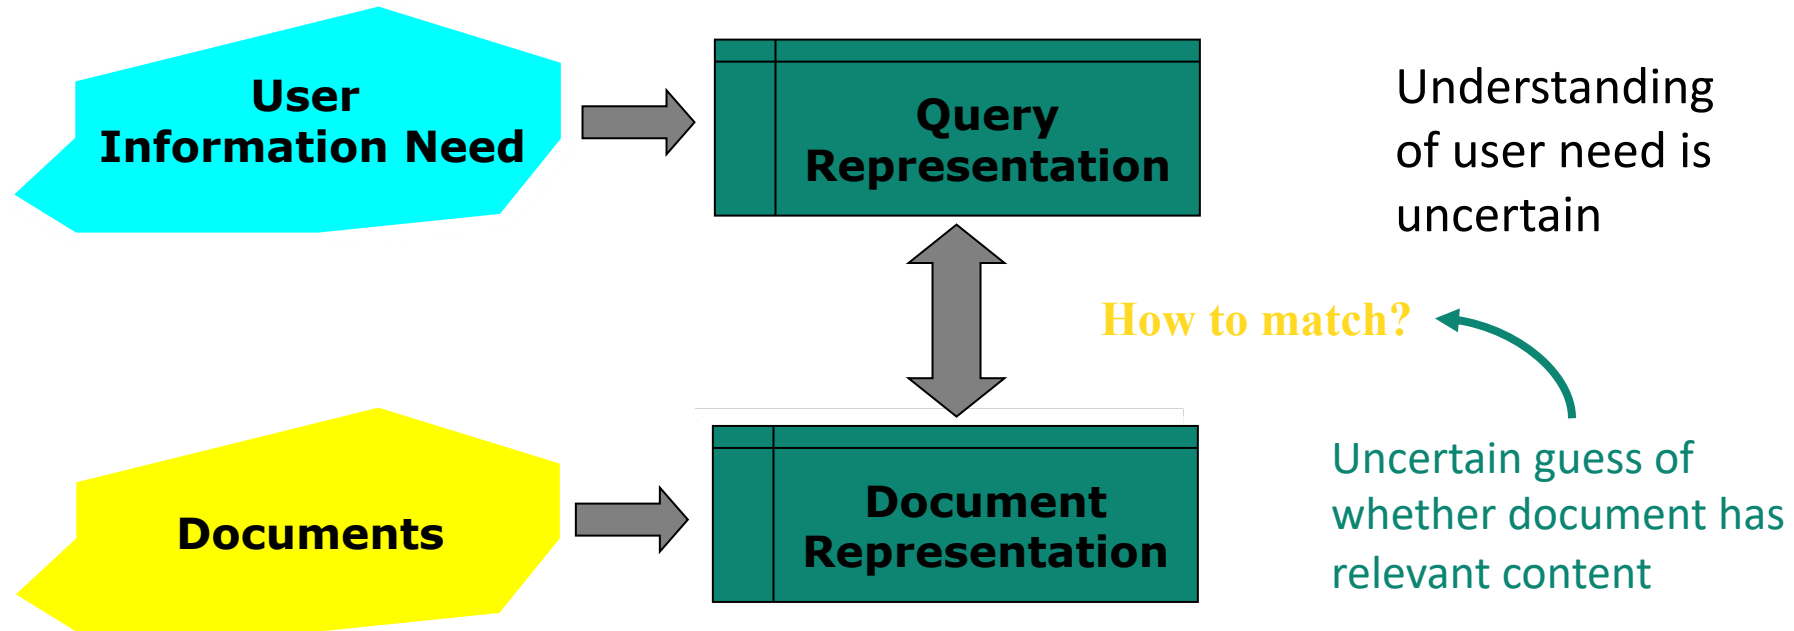 User
Information Need
Query
Representation
Understanding
of user need is
uncertain
How to match?
Documents
Document
Representation
Uncertain guess of
whether document has
relevant content